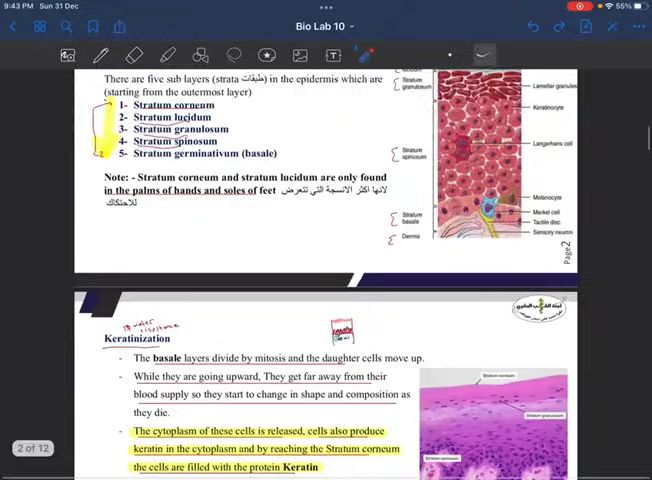 9:43 PM Sun 31 Dec
55%
Bio Lab 10
There are five sub layers (strata طبقات) in the epidermis which are
(starting from the outermost layer)
1- Stratum corneum
2- Stratum lucidum
3- Stratum granulosum
4- Stratum spinosum
5- Stratum germinativum (basale)
Note: - Stratum corneum and stratum lucidum are only found
in the palms of hands and soles of feet لانها اكثر الانسجة التي تتعرض
للاحتكاك
Stratum
granulosum
Stratum
spinosum
Stratum
basale
Dermis
Lamellar granules
Keratinocyte
Langerhans cell
Melanocyte
Merkel cell
Tactile disc
Sensory neuron
Page2
water
Keratinization
- The basale layers divide by mitosis and the daughter cells move up.
- While they are going upward, They get far away from their
blood supply so they start to change in shape and composition as
they die.
- The cytoplasm of these cells is released, cells also produce
keratin in the cytoplasm and by reaching the Stratum corneum
the cells are filled with the protein Keratin
Stratum corneum
Stratum granulosum
Stratum spinosum
2 of 12